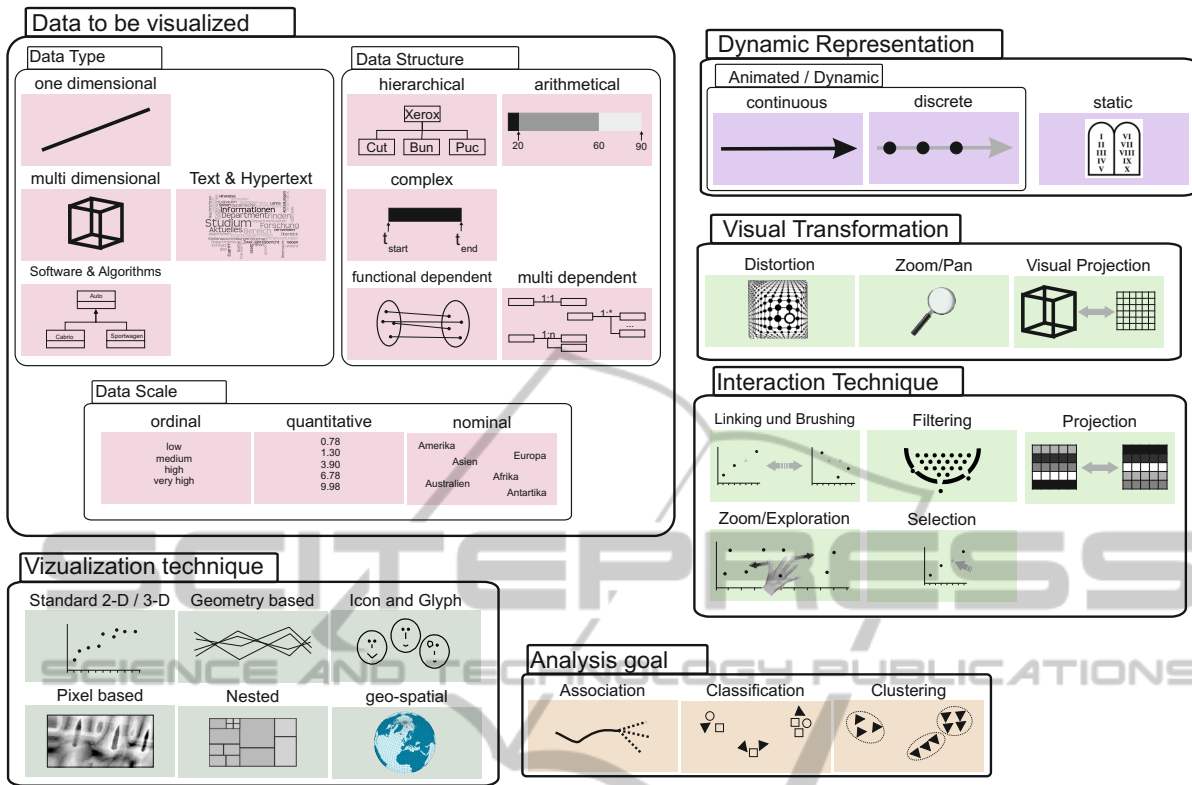 Data to be visualized
Data Type
one dimensional
multi dimensional
Text & Hypertext
Informationen
Department
Finden
Studium
Forschung
Aktuelles
Bereich
Software & Algorithms
Auto
Cabrio
Sportwagen
Data Structure
hierarchical
Xerox
Cut
Bun
Puc
arithmetical
20
60
90
complex
t start
t end
functional dependent
multi dependent
1:1
1:*
...
1:n
Data Scale
ordinal
low
medium
high
very high
quantitative
0.78
1.30
3.90
6.78
9.98
nominal
Amerika
Europa
Asien
Afrika
Australien
Antartika
Vizualization technique
Standard 2-D / 3-D
Geometry based
Icon and Glyph
Pixel based
Nested
geo-spatial
Dynamic Representation
Animated / Dynamic
continuous
discrete
static
I VI
II VII
III VIII
IV IX
V X
Visual Transformation
Distortion
Zoom/Pan
Visual Projection
Interaction Technique
Linking und Brushing
Filtering
Projection
Zoom/Exploration
Selection
Analysis goal
Association
Classification
Clustering
SCITEPRESS
SCIENCE AND TECHNOLOGY PUBLICATIONS